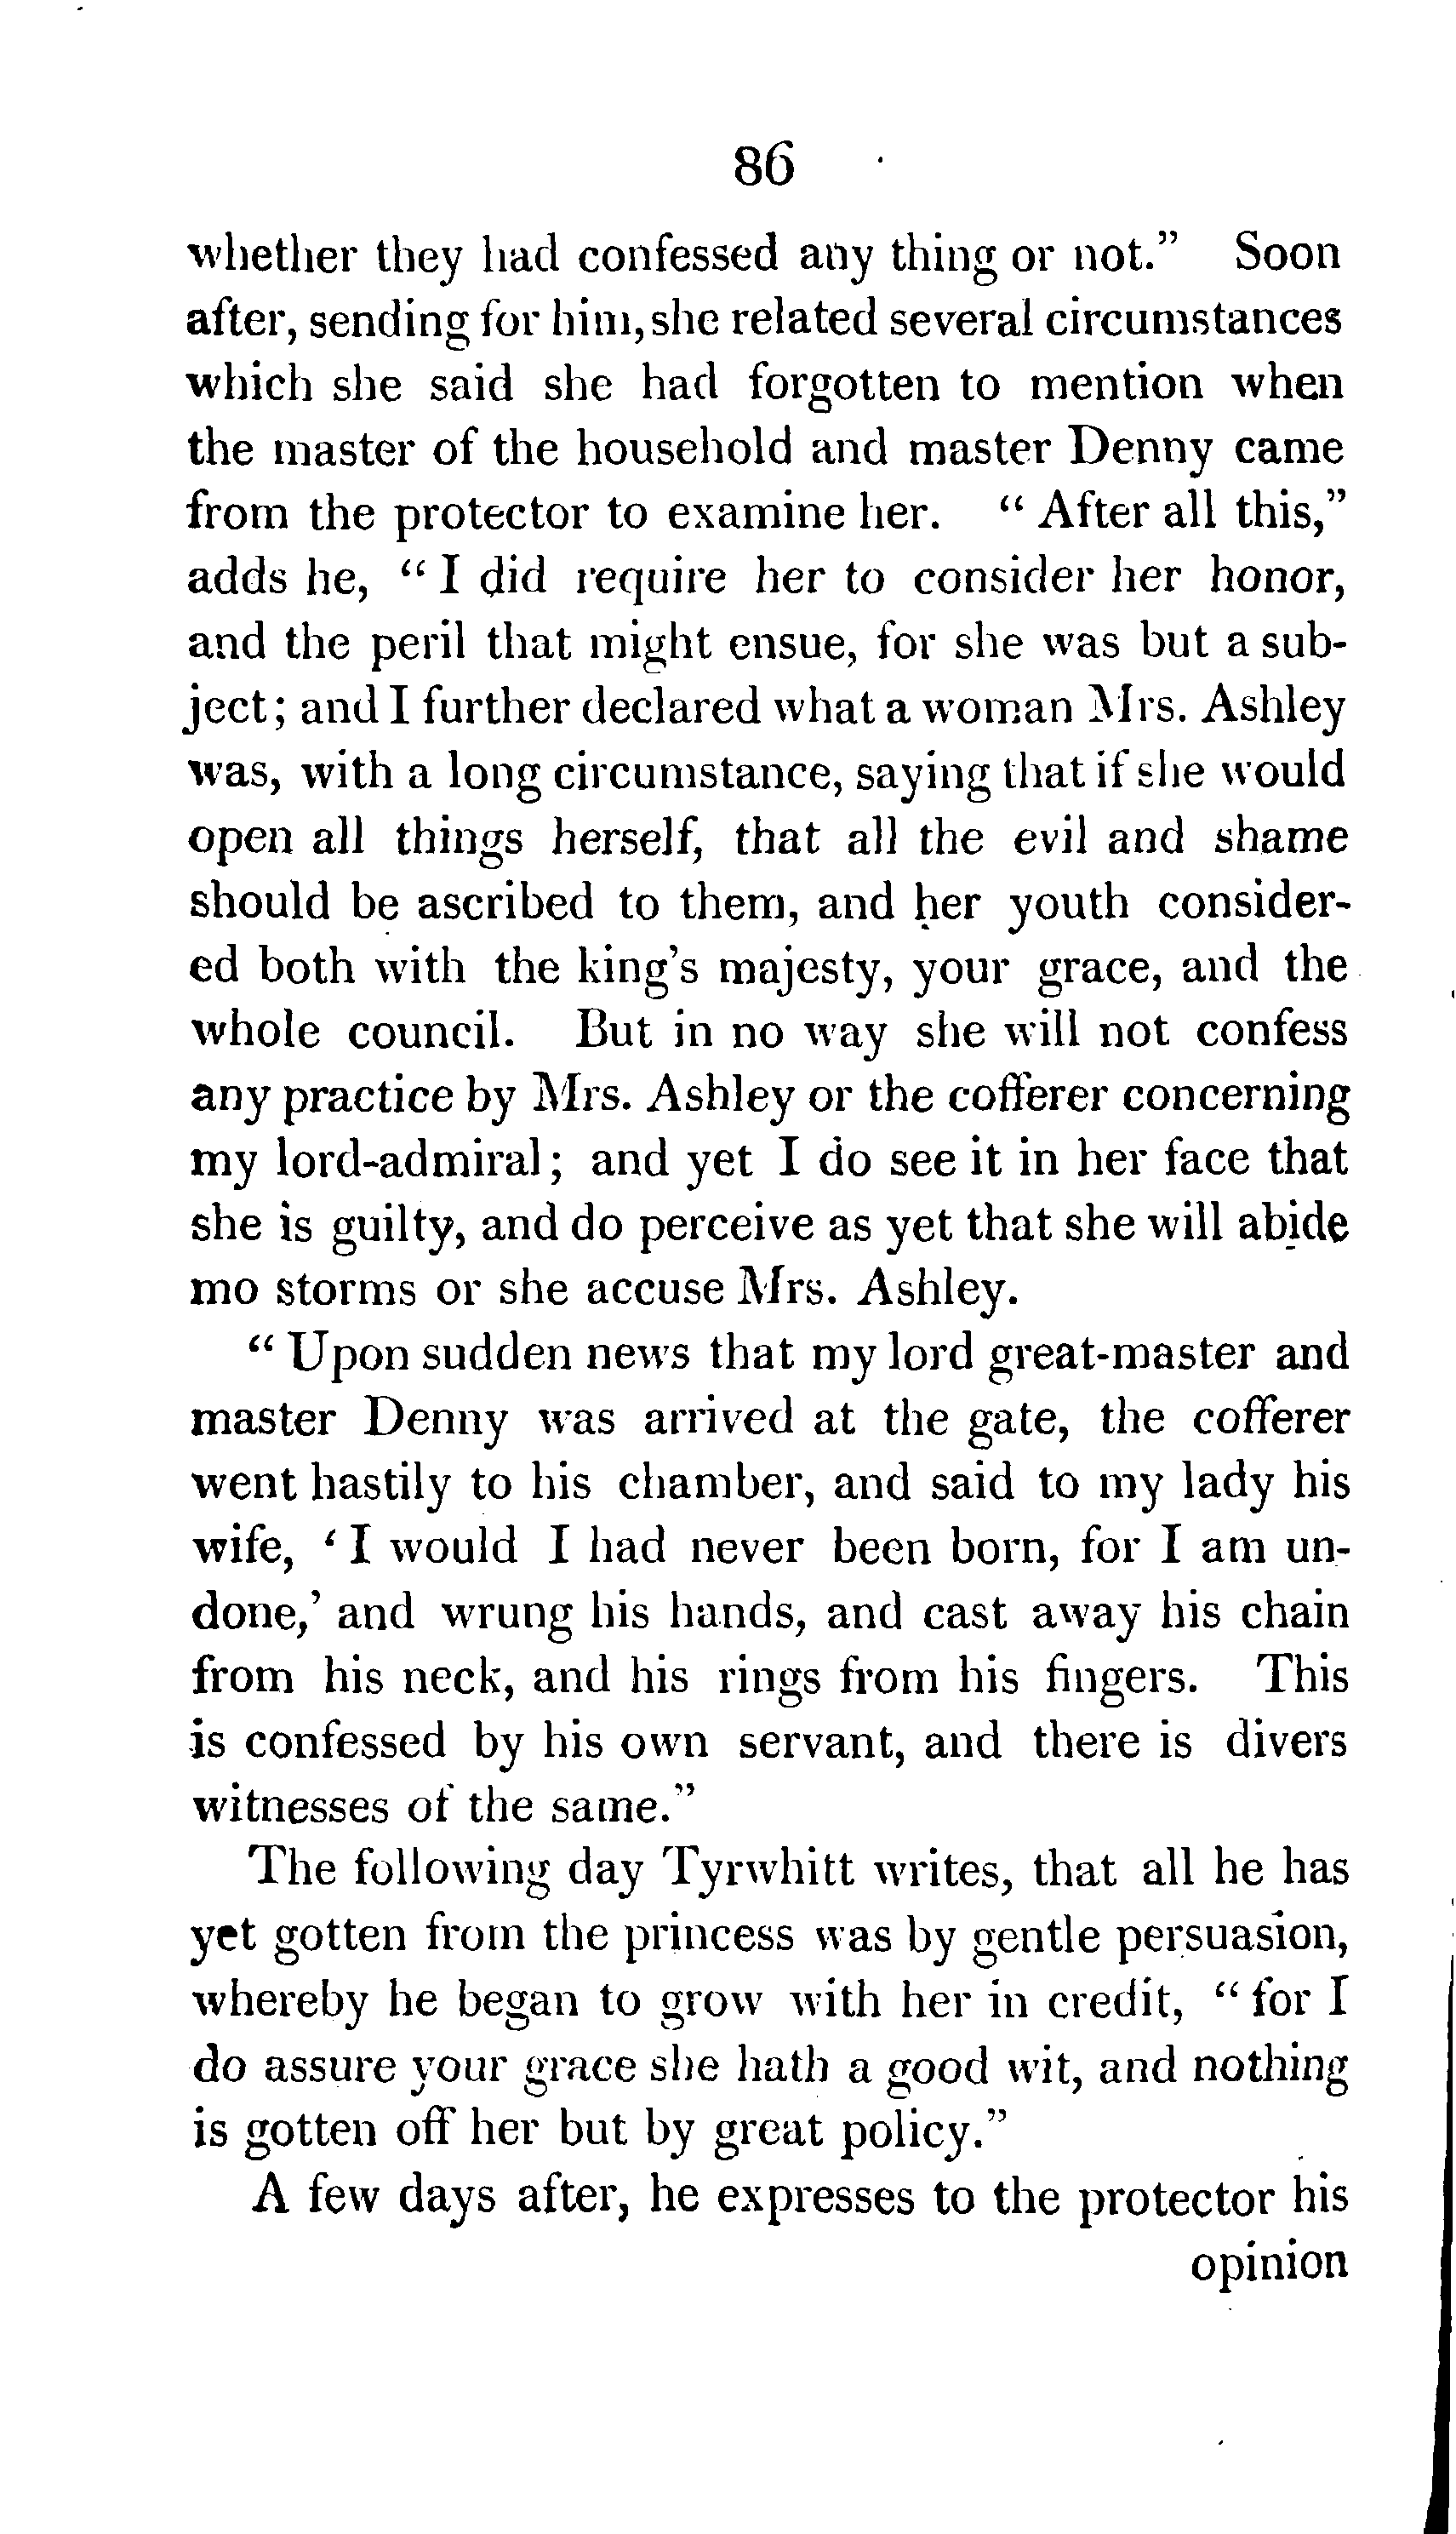 86
whether they had confessed any thing or not." Soon
after, sending for him, she related several circumstances
which she said she had forgotten to mention when
the master of the household and master Denny came
from the protector to examine her. "After all this,"
adds he, "I did require her to consider her honor,
and the peril that might ensue, for she was but a sub-
ject; and I further declared what a woman Mrs. Ashley
was, with a long circumstance, saying that if she would
open all things herself, that all the evil and shame
should be ascribed to them, and her youth consider-
ed both with the king's majesty, your grace, and the
whole council. But in no way she will not confess
any practice by Mrs. Ashley or the cofferer concerning
my lord-admiral; and yet I do see it in her face that
she is guilty, and do perceive as yet that she will abide
mo storms or she accuse Mrs. Ashley.
"Upon sudden news that my lord great-master and
master Denny was arrived at the gate, the cofferer
went hastily to his chamber, and said to my lady his
wife, 'I would I had never been born, for I am un-
done,' and wrung his hands, and cast away his chain
from his neck, and his rings from his fingers. This
is confessed by his own servant, and there is divers
witnesses of the same."
The following day Tyrwhitt writes, that all he has
yet gotten from the princess was by gentle persuasion,
whereby he began to grow with her in credit, "for I
do assure your grace she hath a good wit, and nothing
is gotten off her but by great policy."
A few days after, he expresses to the protector his
opinion